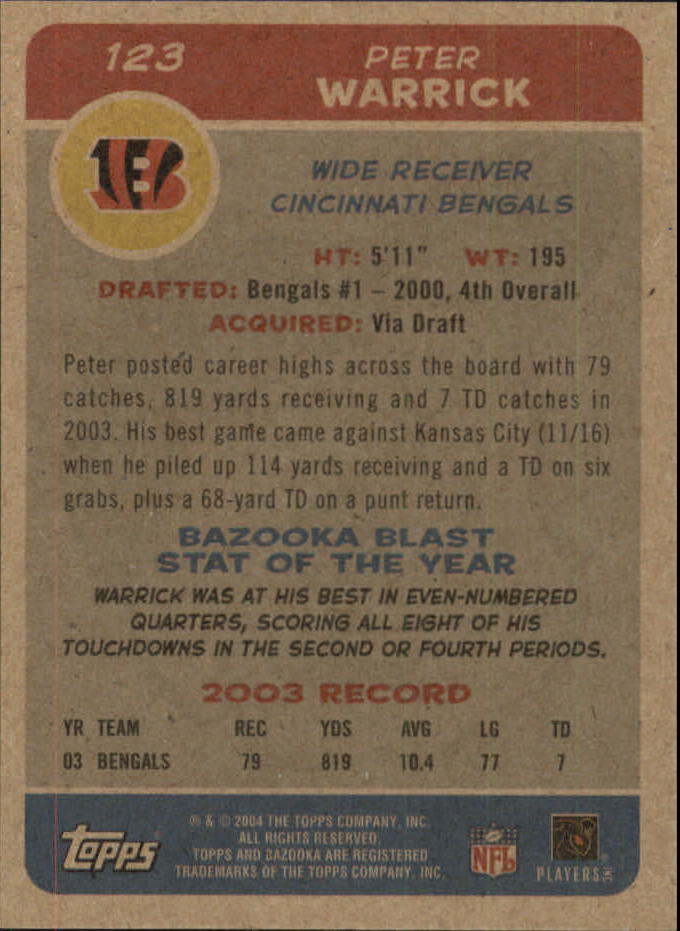 123
PETER
WARRICK
B
WIDE RECEIVER
CINCINNATI BENGALS
HT: 5'11" WT: 195
DRAFTED: Bengals #1 – 2000, 4th Overall
ACQUIRED: Via Draft
Peter posted career highs across the board with 79
catches, 819 yards receiving and 7 TD catches in
2003. His best game came against Kansas City (11/16)
when he piled up 114 yards receiving and a TD on six
grabs, plus a 68-yard TD on a punt return.
BAZOOKA BLAST
STAT OF THE YEAR
WARRICK WAS AT HIS BEST IN EVEN-NUMBERED
QUARTERS, SCORING ALL EIGHT OF HIS
TOUCHDOWNS IN THE SECOND OR FOURTH PERIODS.
2003 RECORD
YR TEAM REC YDS AVG LG TD
03 BENGALS 79 819 10.4 77 7
topps
® & © 2004 THE TOPPS COMPANY, INC.
ALL RIGHTS RESERVED.
TOPPS AND BAZOOKA ARE REGISTERED
TRADEMARKS OF THE TOPPS COMPANY, INC.
NFL
PLAYERS INC